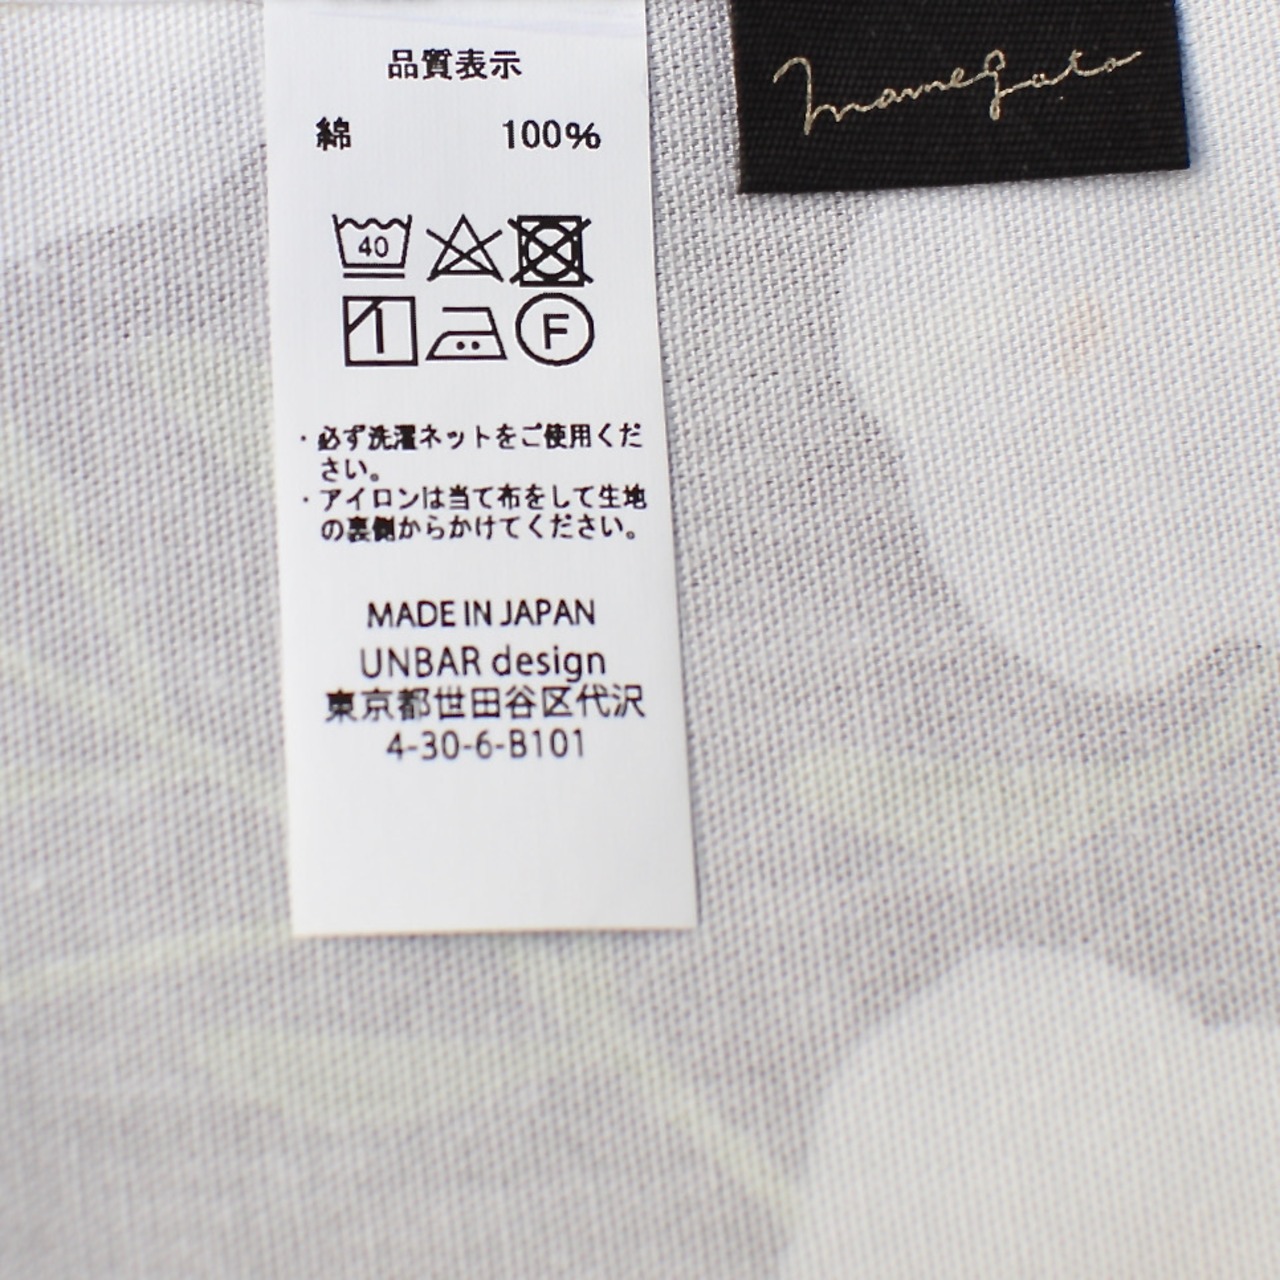 mamegata
品質表示
綿 100%
40
F
・必ず洗濯ネットをご使用くだ
さい。
・アイロンは当て布をして生地
の裏側からかけてください。
MADE IN JAPAN
UNBAR design
東京都世田谷区代沢
4-30-6-B101